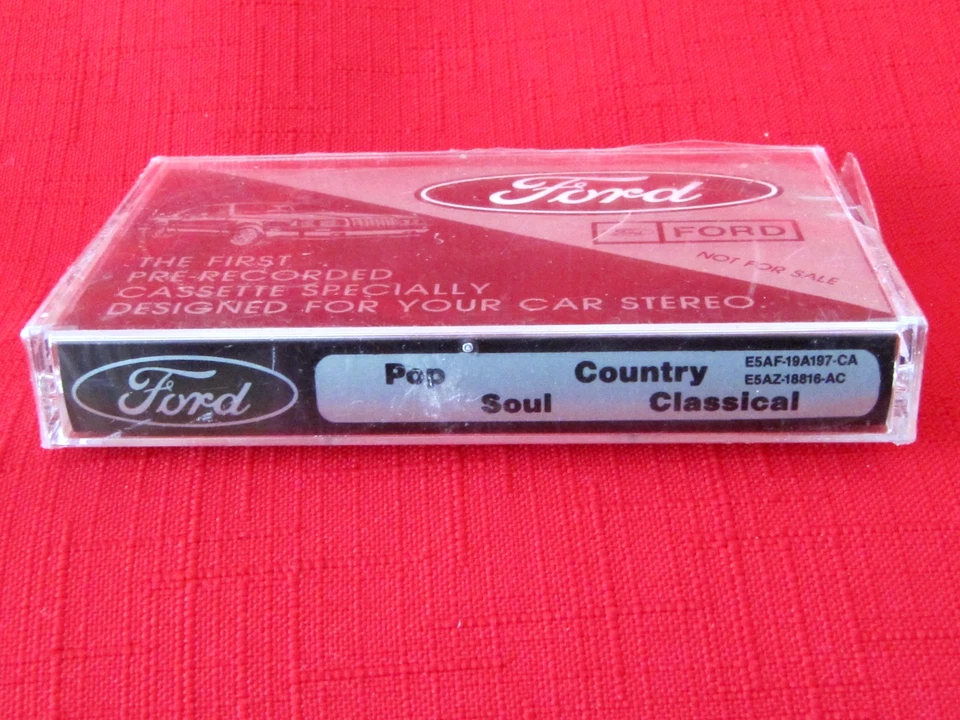 Ford
FORD
NOT FOR SALE
THE FIRST
PRE-RECORDED
CASSETTE SPECIALLY
DESIGNED FOR YOUR CAR STEREO
Ford
Pop Country E5AF-19A197-CA
E5AZ-18816-AC
Soul Classical